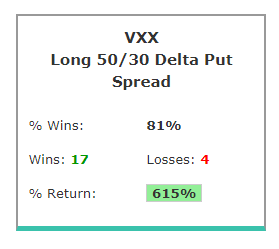 VXX
Long 50/30 Delta Put
Spread
% Wins: 81%
Wins: 17 Losses: 4
% Return: 615%